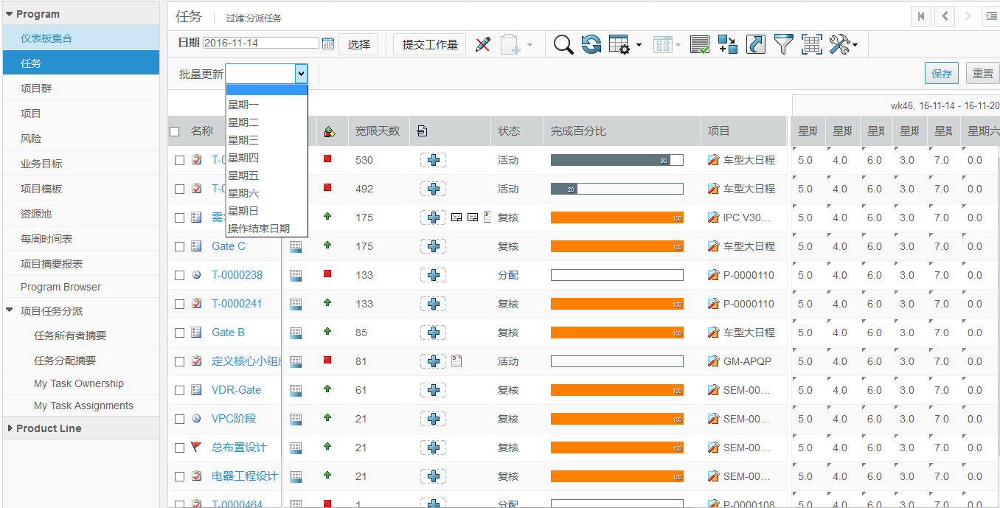 Program
仪表板集合
任务
项目群
项目
风险
业务目标
项目模板
资源池
每周时间表
项目摘要报表
Program Browser
项目任务分派
任务所有者摘要
任务分配摘要
My Task Ownership
My Task Assignments
Product Line
任务 过滤:分派任务
日期 2016-11-14 选择 提交工作量
批量更新 保存 重置
星期一
星期二
星期三
星期四
星期五
星期六
星期日
操作结束日期
wk46, 16-11-14 - 16-11-20
名称 宽限天数 状态 完成百分比 项目 星期 星期 星期 星期 星期 星期六
530 活动 90 车型大日程 5.0 4.0 6.0 3.0 7.0 0.0
492 活动 20 车型大日程 5.0 4.0 6.0 3.0 7.0 0.0
175 复核 100 IPC V30... 5.0 4.0 6.0 3.0 7.0 0.0
Gate C 175 复核 100 车型大日程 5.0 4.0 6.0 3.0 7.0 0.0
T-0000238 133 分配 P-0000110 5.0 4.0 6.0 3.0 7.0 0.0
T-0000241 133 复核 100 P-0000110 5.0 4.0 6.0 3.0 7.0 0.0
Gate B 85 复核 100 车型大日程 5.0 4.0 6.0 3.0 7.0 0.0
定义核心小组 81 活动 GM-APQP 5.0 4.0 6.0 3.0 7.0 0.0
VDR-Gate 61 复核 100 SEM-00... 5.0 4.0 6.0 3.0 7.0 0.0
VPC阶段 21 复核 100 SEM-00... 5.0 4.0 6.0 3.0 7.0 0.0
总布置设计 21 复核 100 SEM-00... 5.0 4.0 6.0 3.0 7.0 0.0
电器工程设计 21 复核 100 SEM-00... 5.0 4.0 6.0 3.0 7.0 0.0
T-0000464 1 分配 P-0000108 5.0 4.0 6.0 3.0 7.0 0.0